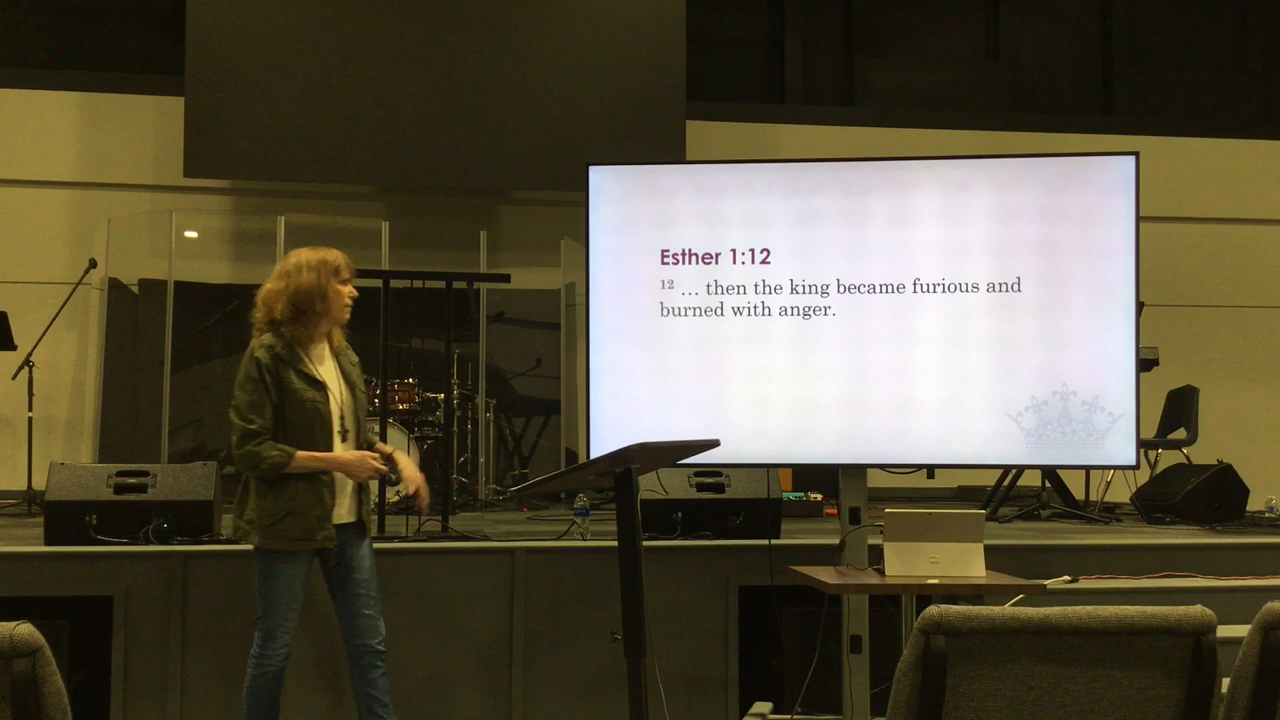 Esther 1:12
12 ... then the king became furious and
burned with anger.